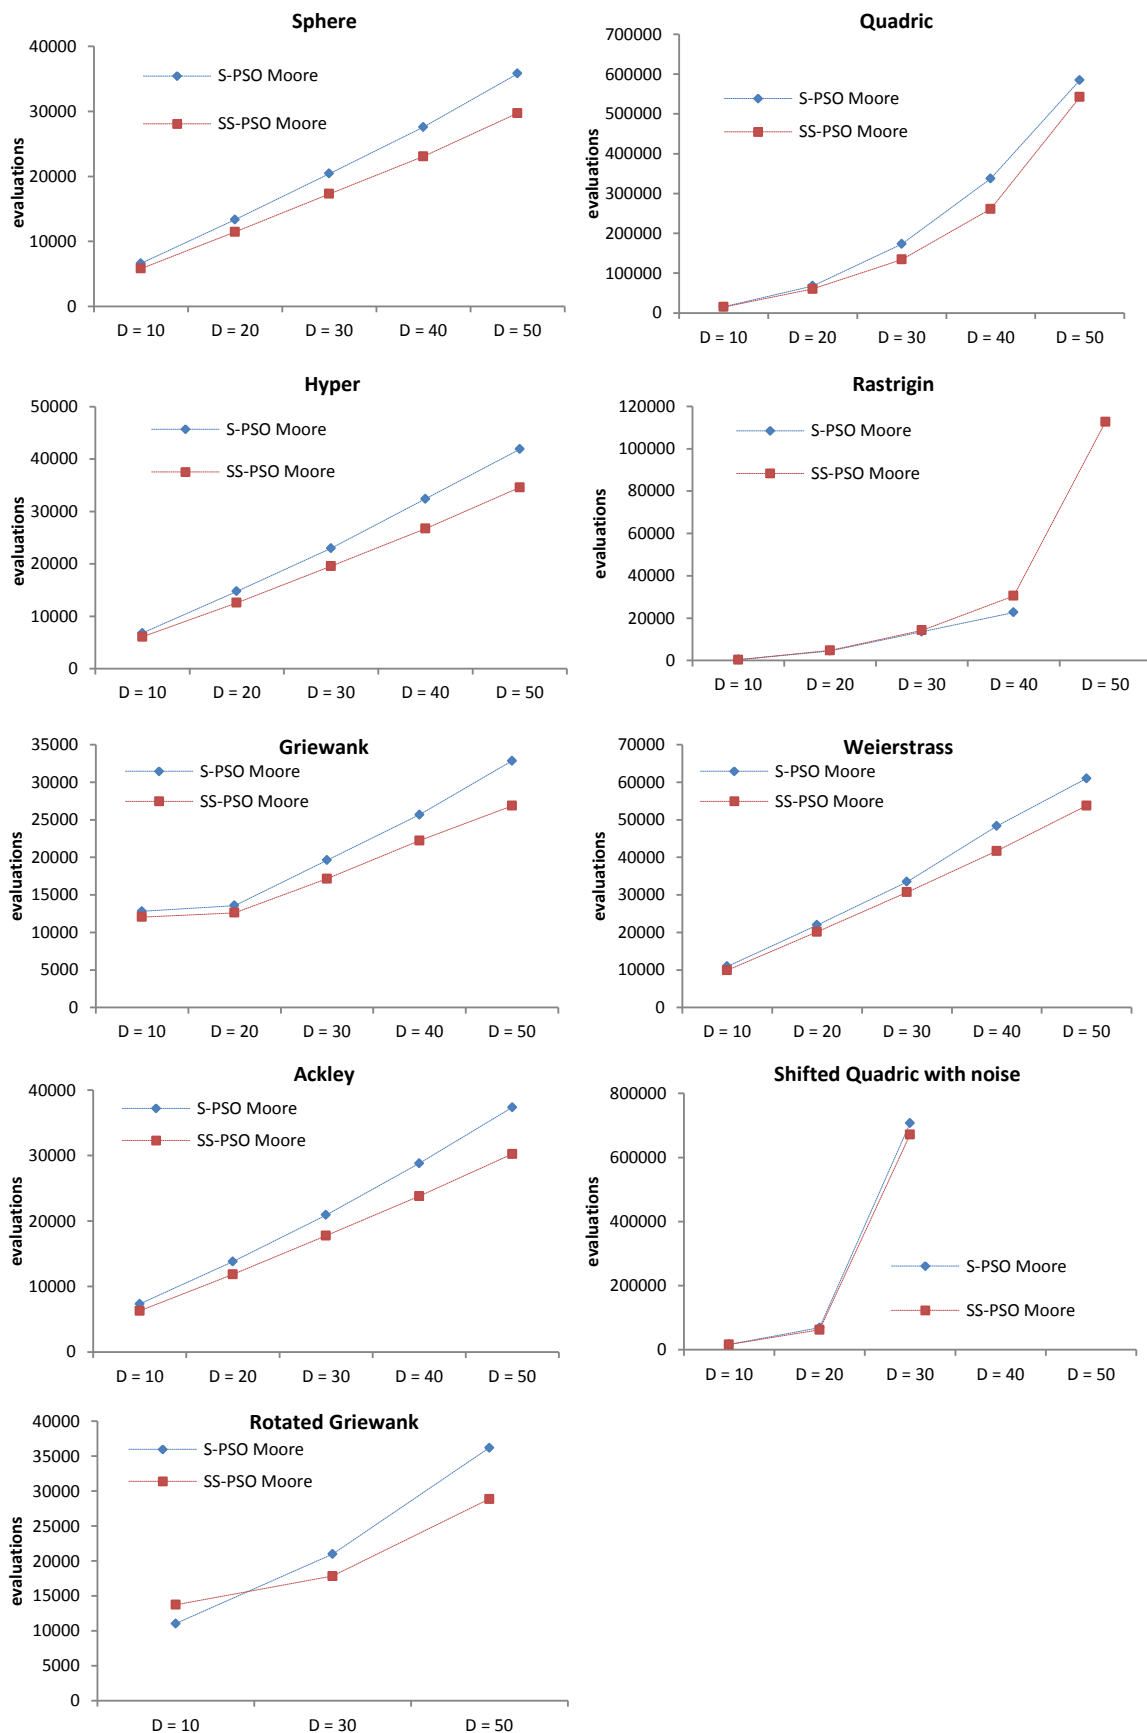 Sphere
40000
30000
20000
10000
0
evaluations
S-PSO Moore
SS-PSO Moore
D = 10 D = 20 D = 30 D = 40 D = 50
Quadric
700000
600000
500000
400000
300000
200000
100000
0
evaluations
S-PSO Moore
SS-PSO Moore
D = 10 D = 20 D = 30 D = 40 D = 50
Hyper
50000
40000
30000
20000
10000
0
evaluations
S-PSO Moore
SS-PSO Moore
D = 10 D = 20 D = 30 D = 40 D = 50
Rastrigin
120000
100000
80000
60000
40000
20000
0
evaluations
S-PSO Moore
SS-PSO Moore
D = 10 D = 20 D = 30 D = 40 D = 50
Griewank
35000
30000
25000
20000
15000
10000
5000
0
evaluations
S-PSO Moore
SS-PSO Moore
D = 10 D = 20 D = 30 D = 40 D = 50
Weierstrass
70000
60000
50000
40000
30000
20000
10000
0
evaluations
S-PSO Moore
SS-PSO Moore
D = 10 D = 20 D = 30 D = 40 D = 50
Ackley
40000
30000
20000
10000
0
evaluations
S-PSO Moore
SS-PSO Moore
D = 10 D = 20 D = 30 D = 40 D = 50
Shifted Quadric with noise
800000
600000
400000
200000
0
evaluations
S-PSO Moore
SS-PSO Moore
D = 10 D = 20 D = 30 D = 40 D = 50
Rotated Griewank
40000
35000
30000
25000
20000
15000
10000
5000
0
evaluations
S-PSO Moore
SS-PSO Moore
D = 10 D = 30 D = 50